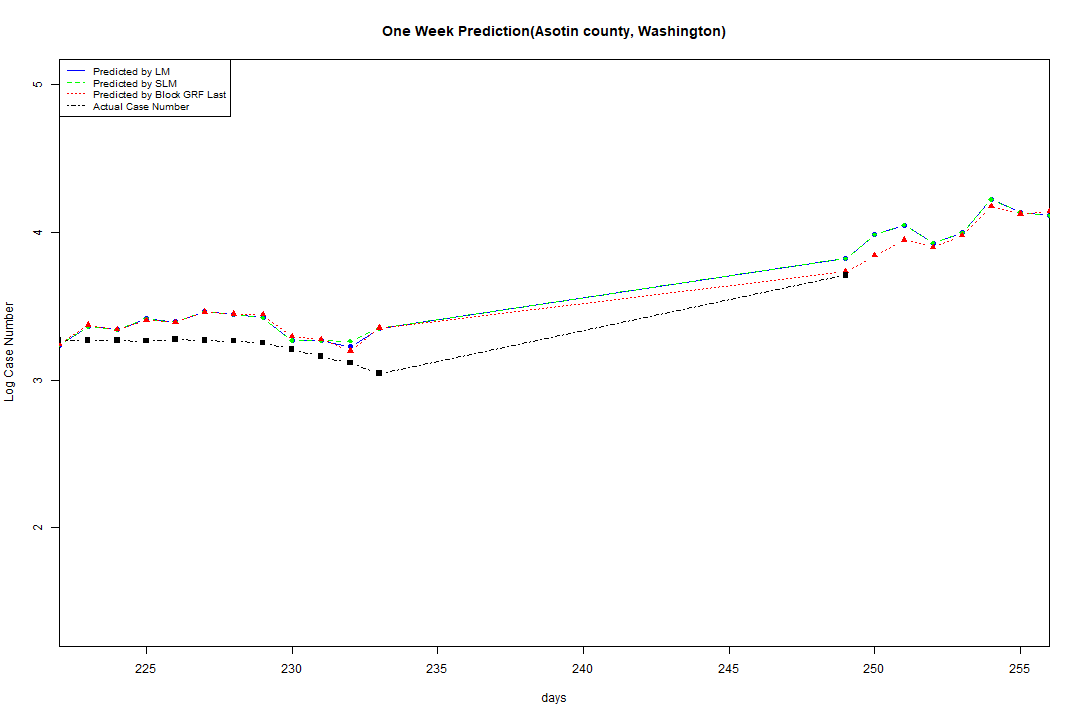 One Week Prediction(Asotin county, Washington)
Predicted by LM
Predicted by SLM
Predicted by Block GRF Last
Actual Case Number
5
4
3
2
Log Case Number
225 230 235 240 245 250 255
days